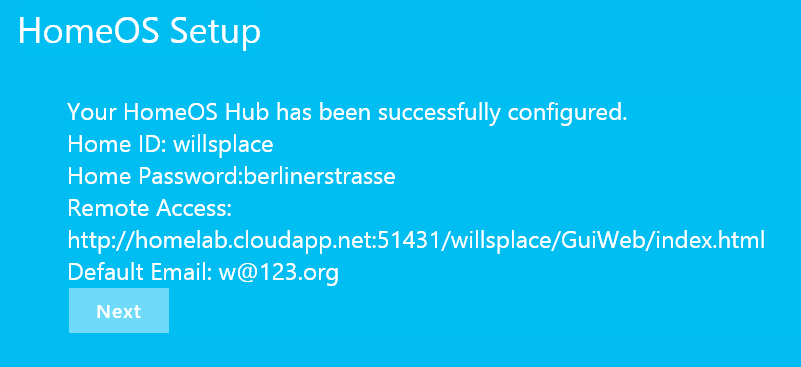 HomeOS Setup
Your HomeOS Hub has been successfully configured.
Home ID: willsplace
Home Password:berlinerstrasse
Remote Access:
http://homelab.cloudapp.net:51431/willsplace/GuiWeb/index.html
Default Email: w@123.org
Next